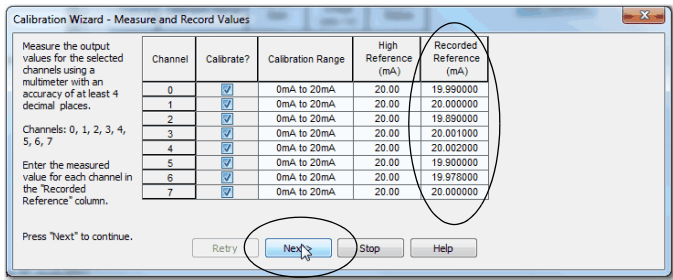 Calibration Wizard - Measure and Record Values
Measure the output
values for the selected
channels using a
multimeter with an
accuracy of at least 4
decimal places.
Channels: 0, 1, 2, 3, 4,
5, 6, 7
Enter the measured
value for each channel in
the "Recorded
Reference" column.
Press "Next" to continue.
Channel Calibrate? Calibration Range High Reference (mA) Recorded Reference (mA)
0 0mA to 20mA 20.00 19.990000
1 0mA to 20mA 20.00 20.000000
2 0mA to 20mA 20.00 19.890000
3 0mA to 20mA 20.00 20.001000
4 0mA to 20mA 20.00 20.002000
5 0mA to 20mA 20.00 19.900000
6 0mA to 20mA 20.00 19.978000
7 0mA to 20mA 20.00 20.000000
Retry Next> Stop Help